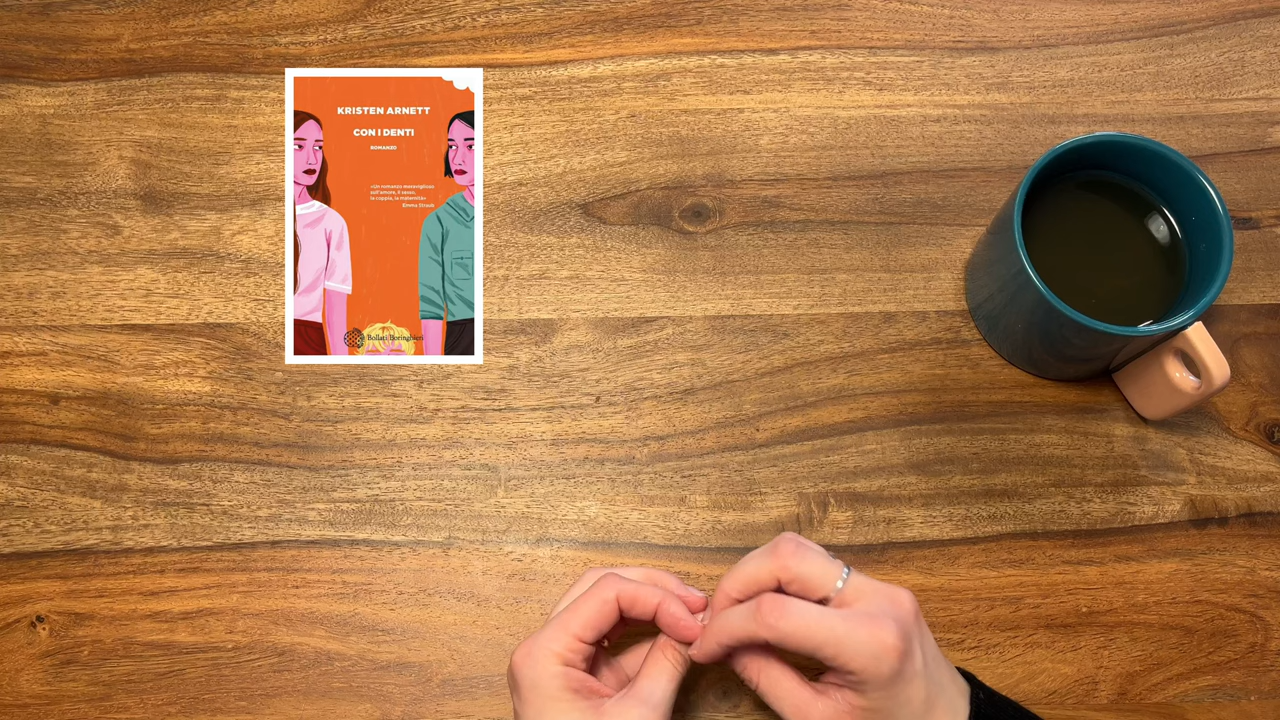 KRISTEN ARNETT
CON I DENTI
ROMANZO
«Un romanzo meraviglioso
sull'amore, il sesso,
la coppia, la maternità»
Emma Straub
Bollati Boringhieri